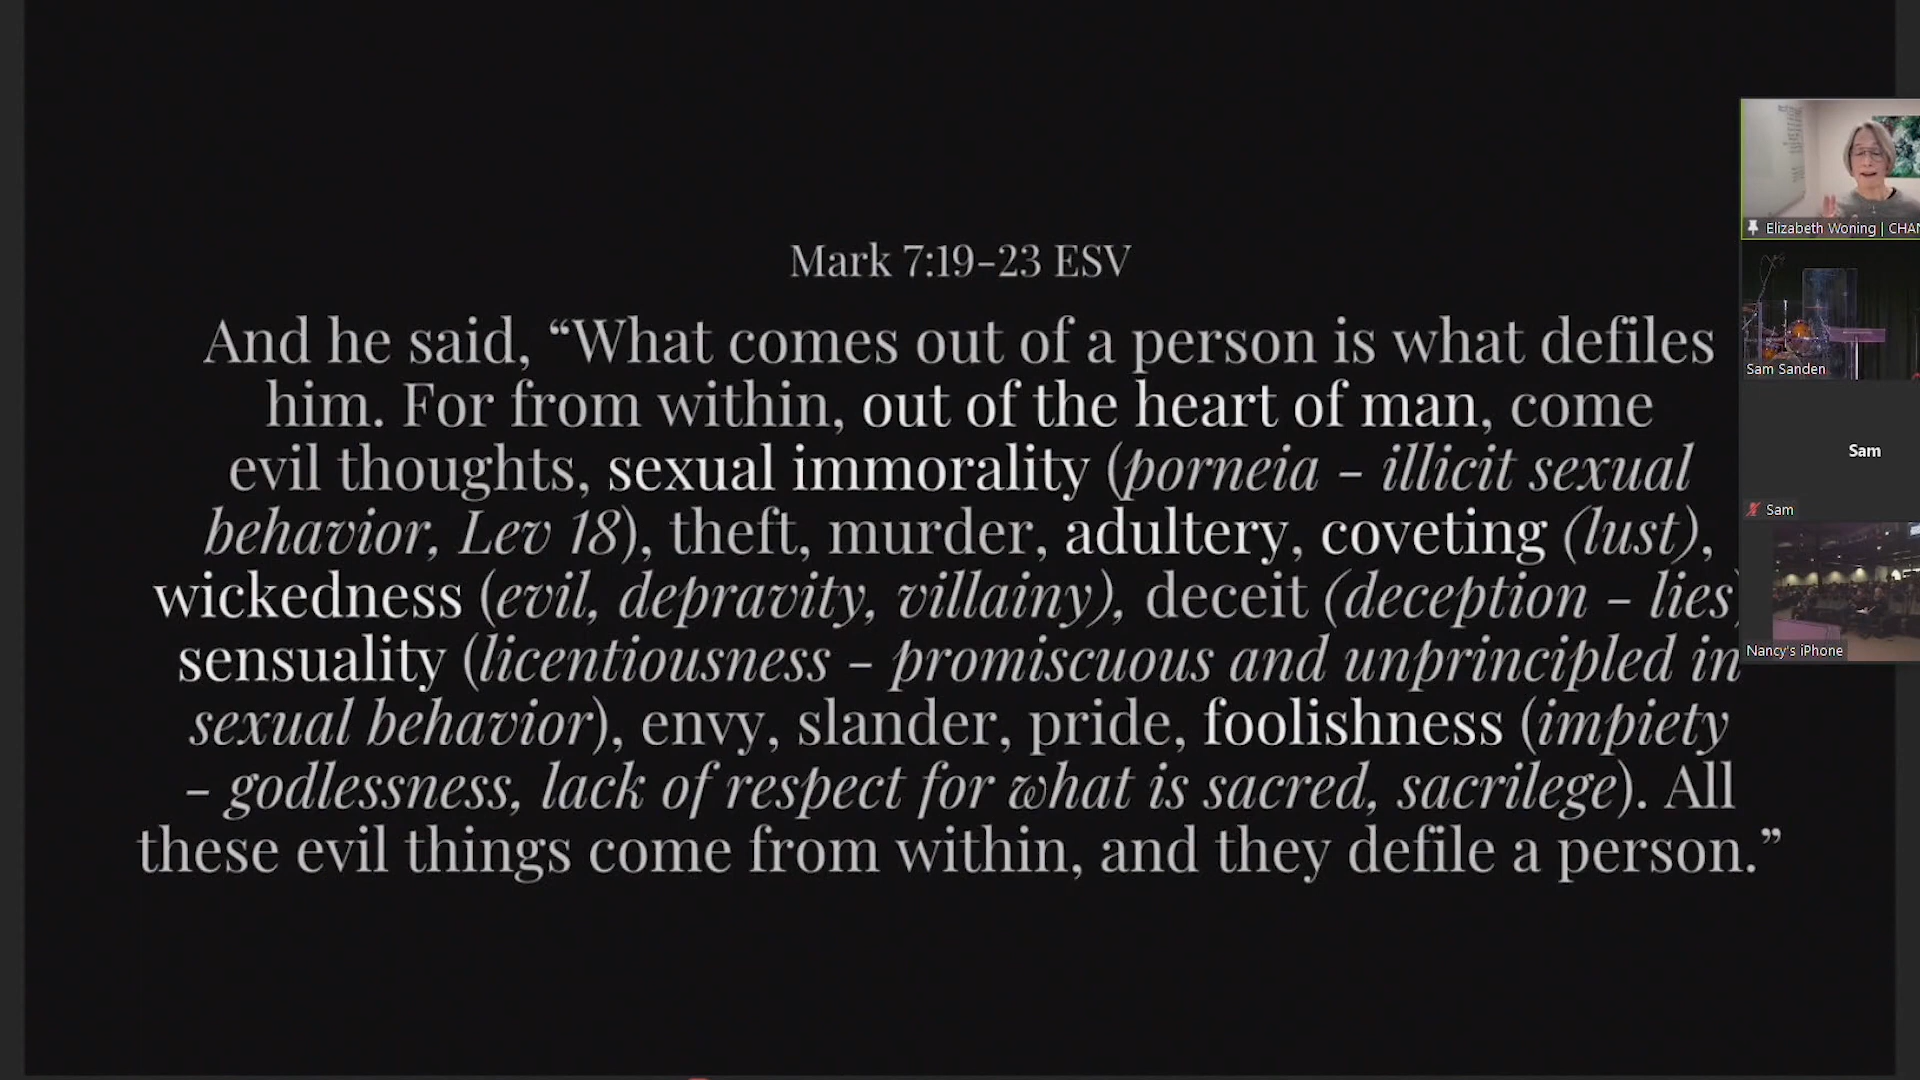 Mark 7:19-23 ESV
And he said, “What comes out of a person is what defiles
him. For from within, out of the heart of man, come
evil thoughts, sexual immorality (porneia - illicit sexual
behavior, Lev 18), theft, murder, adultery, coveting (lust),
wickedness (evil, depravity, villainy), deceit (deception - lies)
sensuality (licentiousness - promiscuous and unprincipled in
sexual behavior), envy, slander, pride, foolishness (impiety
- godlessness, lack of respect for what is sacred, sacrilege). All
these evil things come from within, and they defile a person.”
Elizabeth Woning | CHAN
Sam Sanden
Sam
Sam
Nancy's iPhone